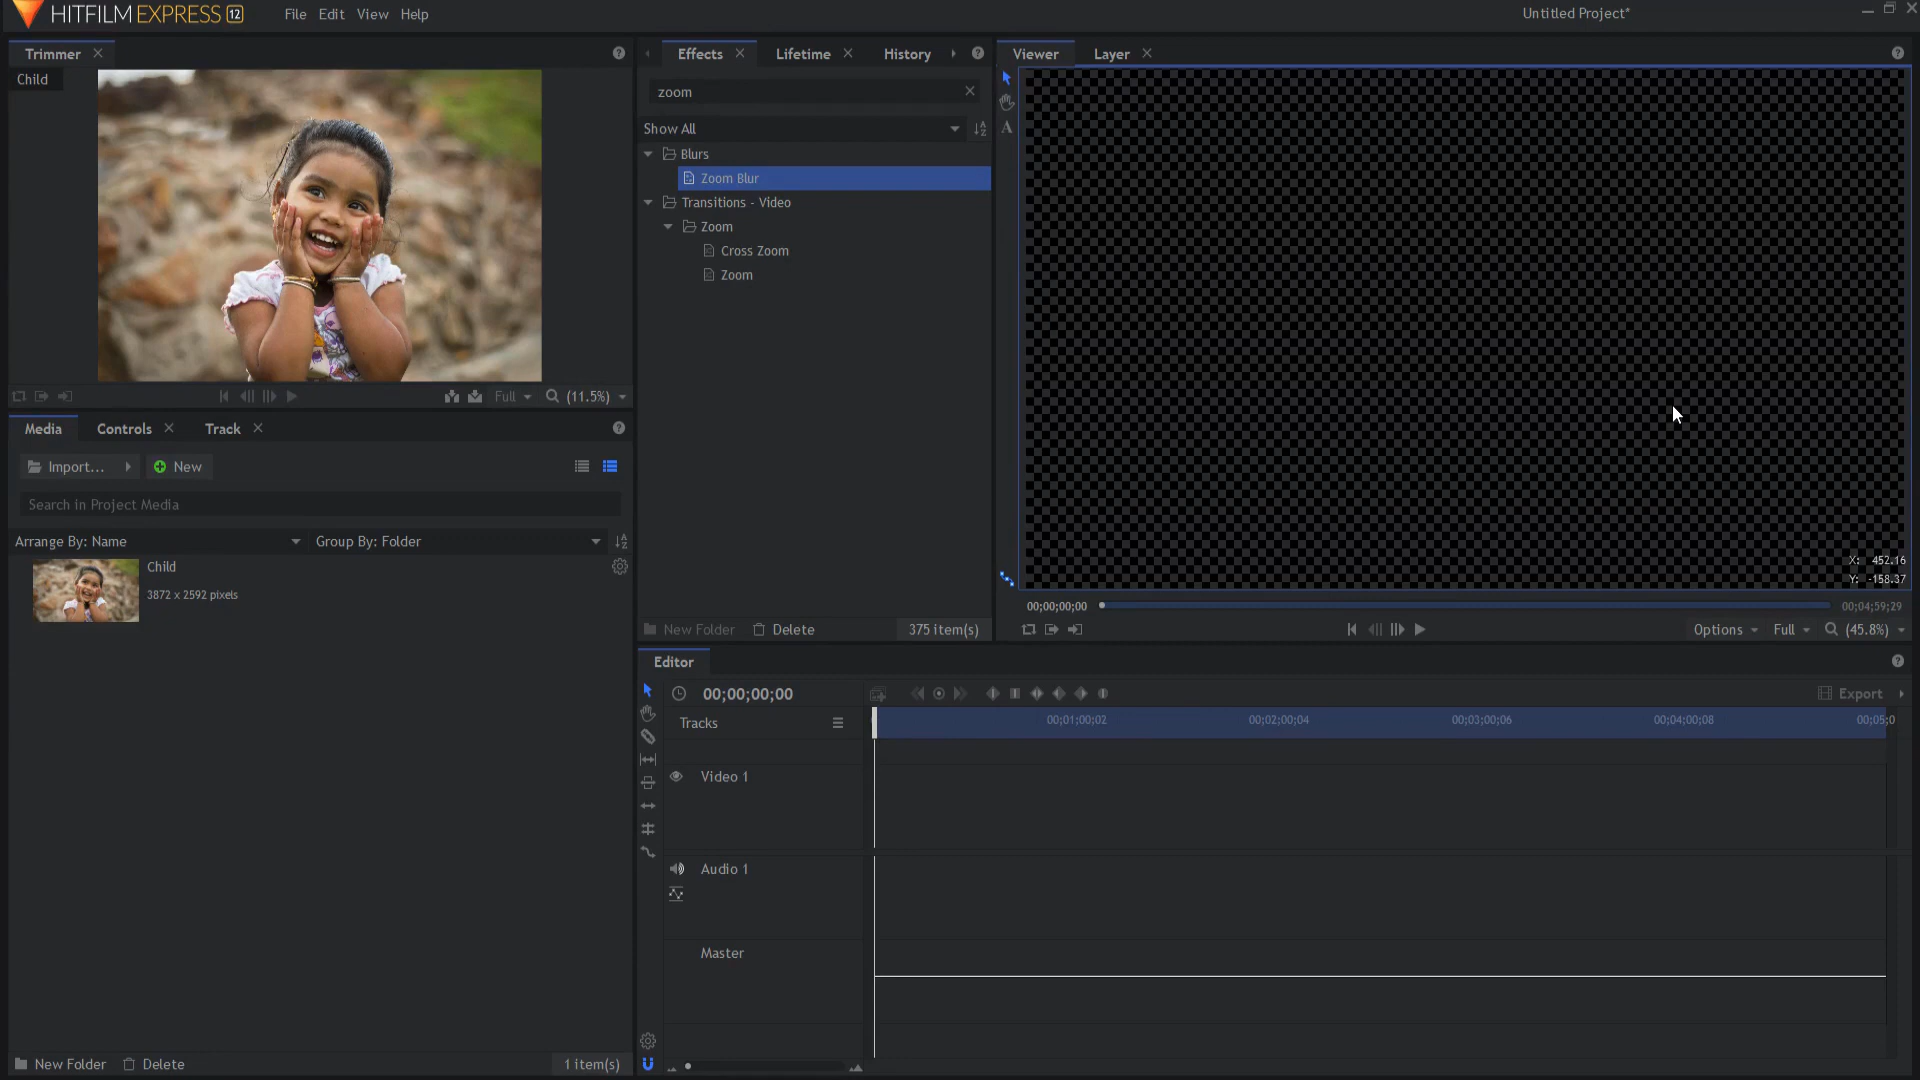 HITFILM EXPRESS 12
File Edit View Help
Untitled Project*
Trimmer
Child
Full
(11.5%)
Media
Controls
Track
Import...
New
Search in Project Media
Arrange By: Name
Group By: Folder
Child
3872 x 2592 pixels
New Folder
Delete
1 item(s)
Effects
Lifetime
History
zoom
Show All
Blurs
Zoom Blur
Transitions - Video
Zoom
Cross Zoom
Zoom
New Folder
Delete
375 item(s)
Viewer
Layer
A
X: 452.16
Y: -158.37
00;00;00;00
00;04;59;29
Options
Full
(45.8%)
Editor
00;00;00;00
Export
Tracks
00;01;00;02
00;02;00;04
00;03;00;06
00;04;00;08
00;05;0
Video 1
Audio 1
Master